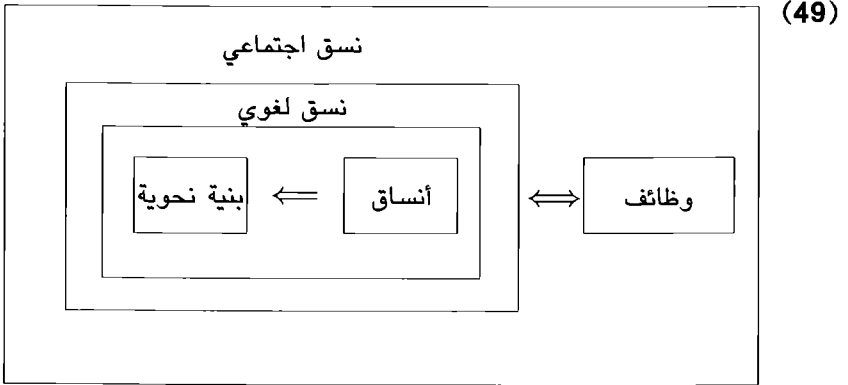 (49)
نسق اجتماعي
نسق لغوي
وظائف ⇔ أنساق ⇐ بنية نحوية